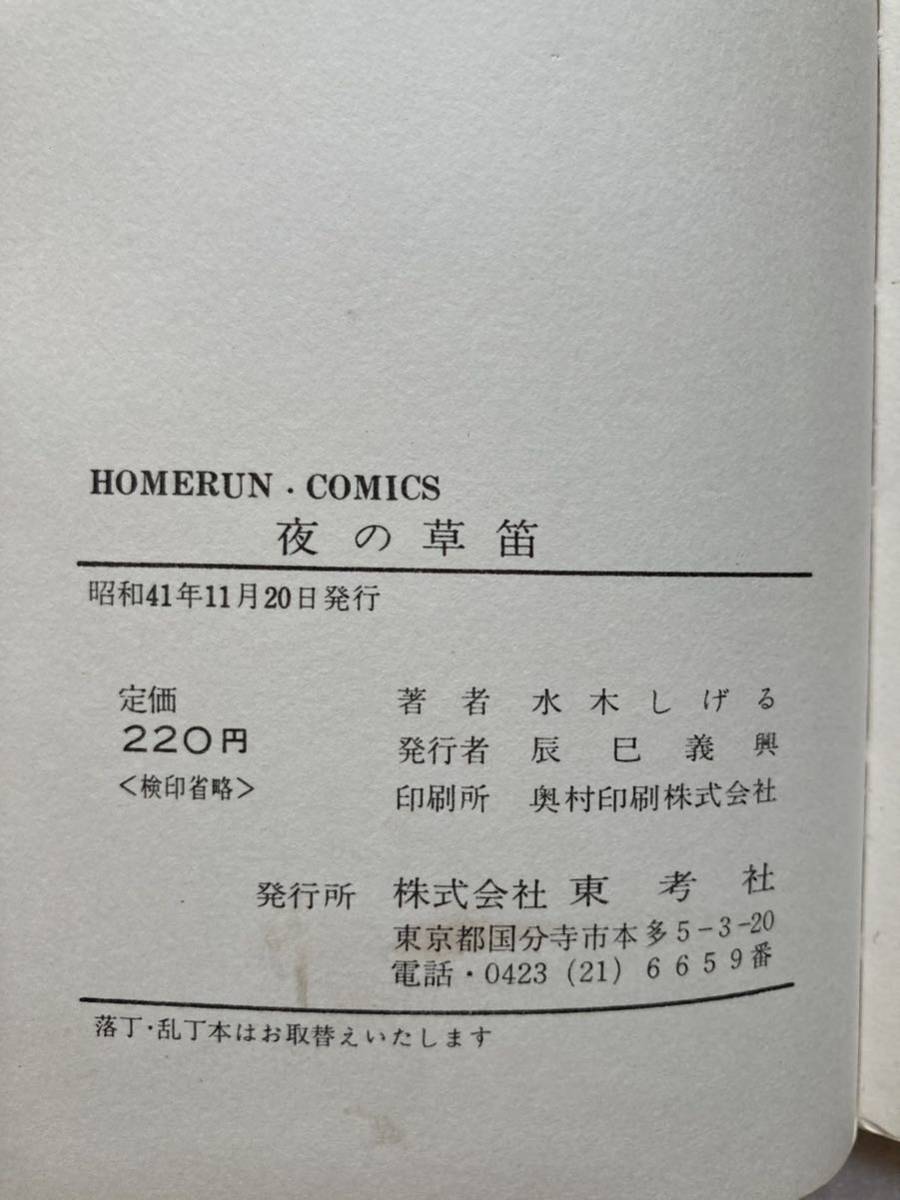 HOMERUN・COMICS
夜の草笛
昭和41年11月20日発行
定価
220円
<検印省略>
著者 水木しげる
発行者 辰巳義興
印刷所 奥村印刷株式会社
発行所 株式会社東考社
東京都国分寺市本多5-3-20
電話・0423(21)6659番
落丁・乱丁本はお取替えいたします